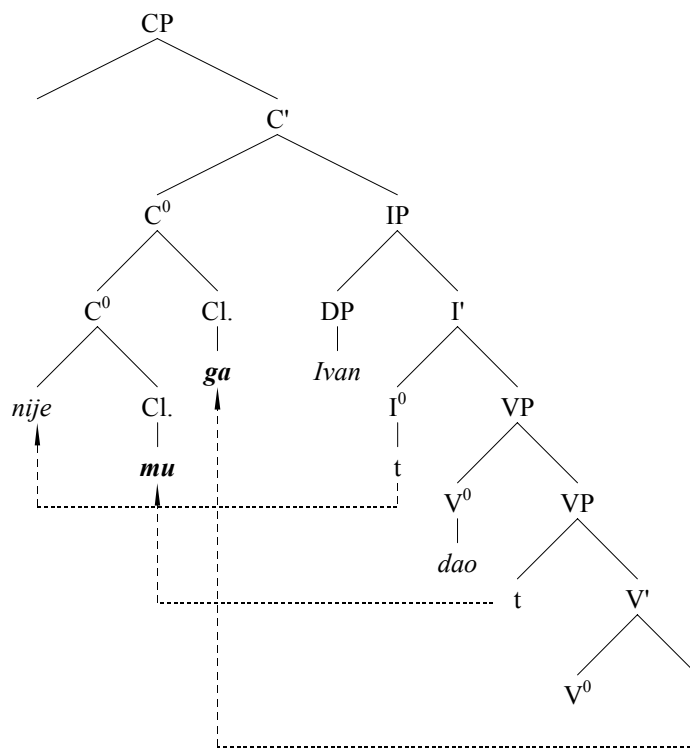 CP
C'
C⁰ IP
C⁰ Cl. DP I'
ga Ivan
nije Cl. I⁰ VP
mu t
V⁰ VP
dao
t V'
V⁰